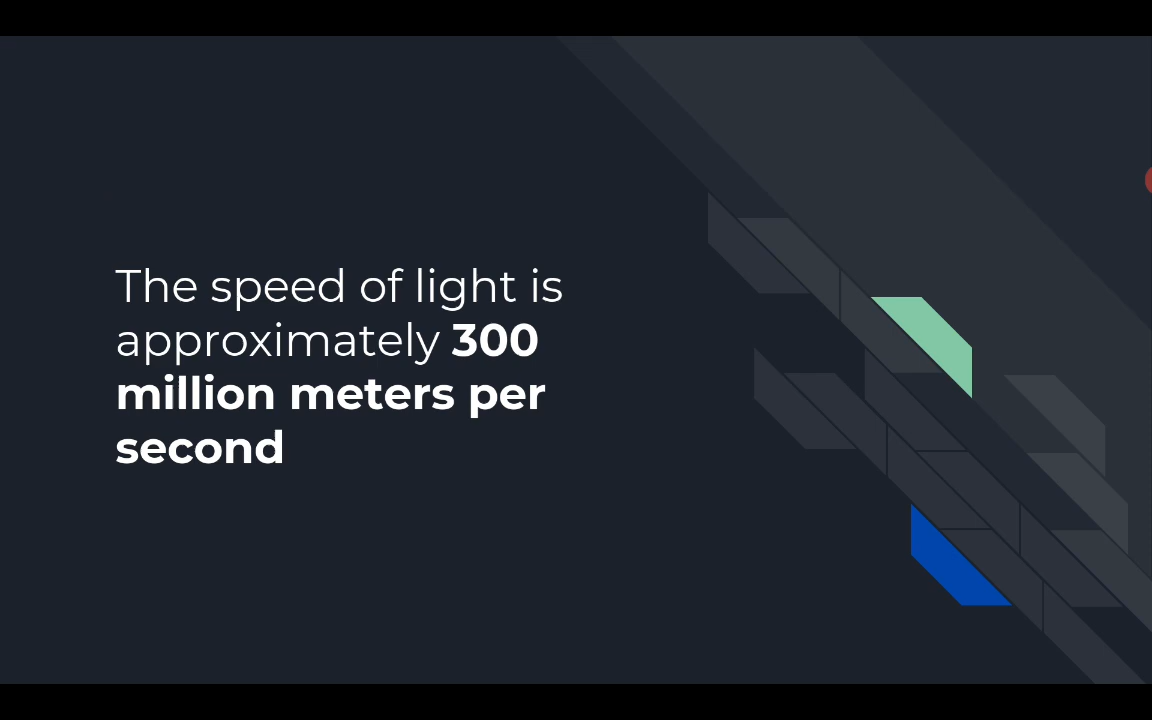 The speed of light is
approximately 300
million meters per
second